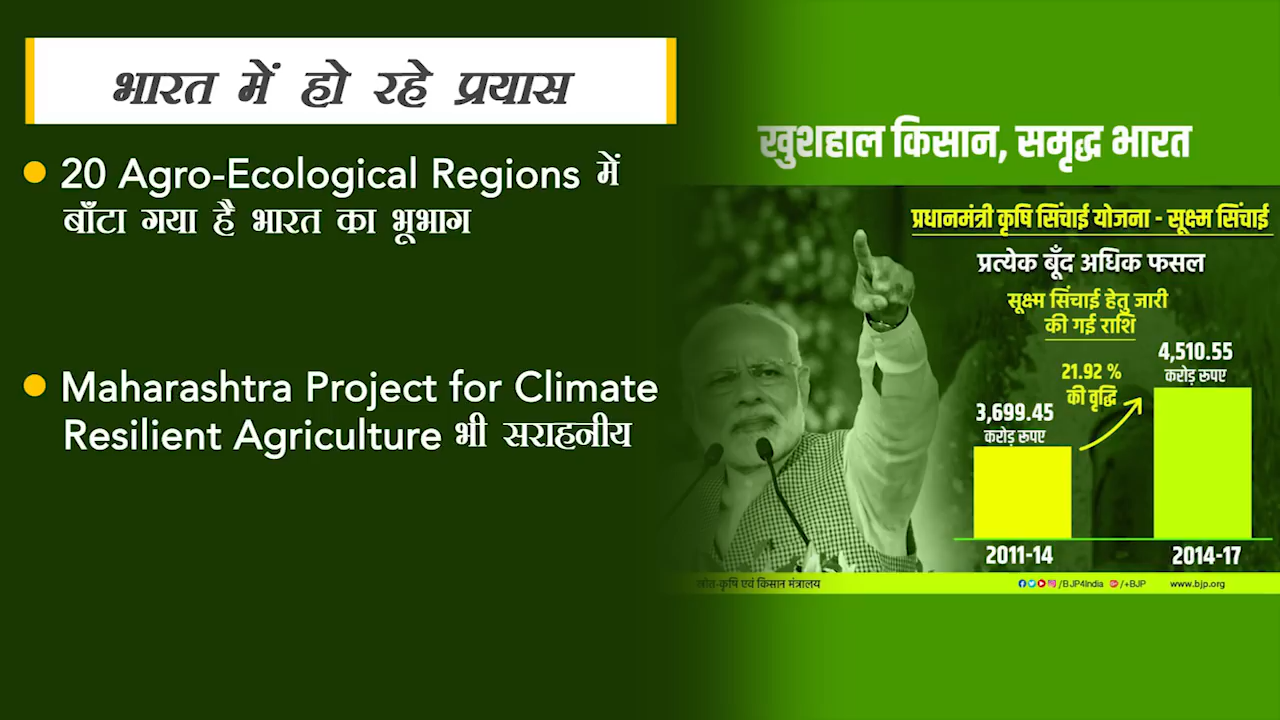 भारत में हो रहे प्रयास
20 Agro-Ecological Regions में
बाँटा गया है भारत का भूभाग
Maharashtra Project for Climate
Resilient Agriculture भी सराहनीय
खुशहाल किसान, समृद्ध भारत
प्रधानमंत्री कृषि सिंचाई योजना - सूक्ष्म सिंचाई
प्रत्येक बूँद अधिक फसल
सूक्ष्म सिंचाई हेतु जारी
की गई राशि
4,510.55
करोड़ रूपए
21.92 %
की वृद्धि
3,699.45
करोड़ रूपए
2011-14
2014-17
स्रोत-कृषि एवं किसान मंत्रालय
/BJP4India
/+BJP
www.bjp.org